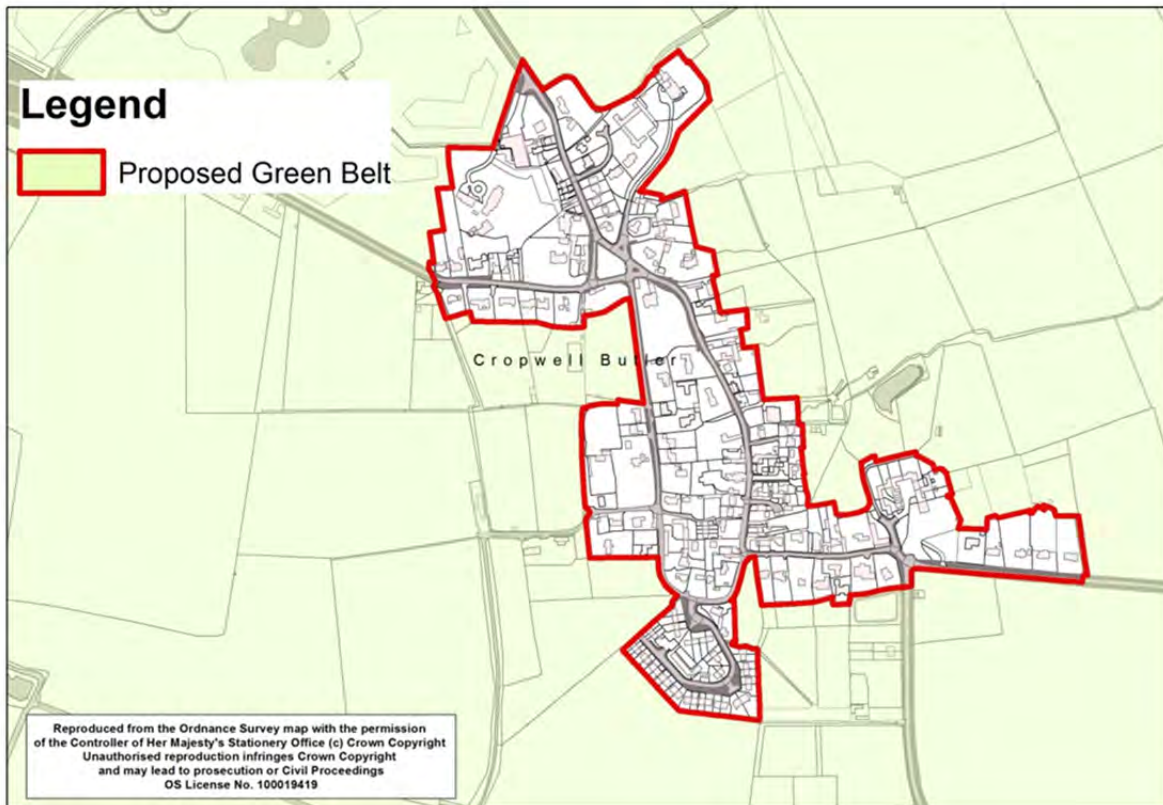 Legend
Proposed Green Belt
Cropwell Butler
Reproduced from the Ordnance Survey map with the permission
of the Controller of Her Majesty's Stationery Office (c) Crown Copyright
Unauthorised reproduction infringes Crown Copyright
and may lead to prosecution or Civil Proceedings
OS License No. 100019419